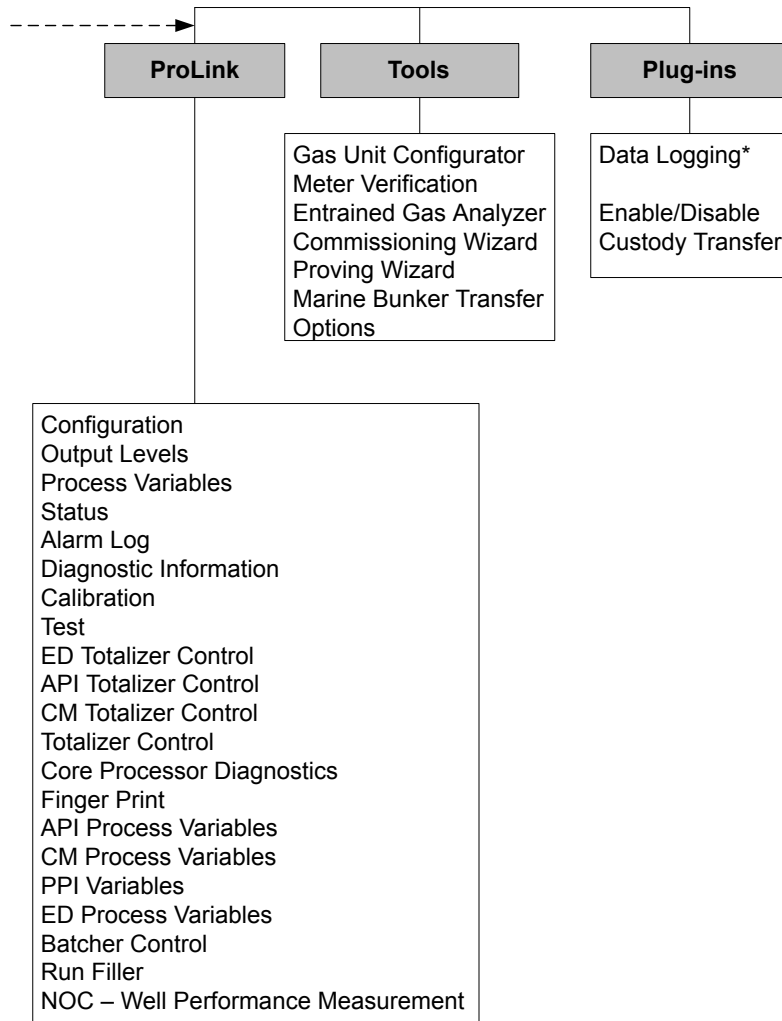 ProLink
Tools
Plug-ins
Gas Unit Configurator
Meter Verification
Entrained Gas Analyzer
Commissioning Wizard
Proving Wizard
Marine Bunker Transfer
Options
Data Logging*
Enable/Disable
Custody Transfer
Configuration
Output Levels
Process Variables
Status
Alarm Log
Diagnostic Information
Calibration
Test
ED Totalizer Control
API Totalizer Control
CM Totalizer Control
Totalizer Control
Core Processor Diagnostics
Finger Print
API Process Variables
CM Process Variables
PPI Variables
ED Process Variables
Batcher Control
Run Filler
NOC – Well Performance Measurement